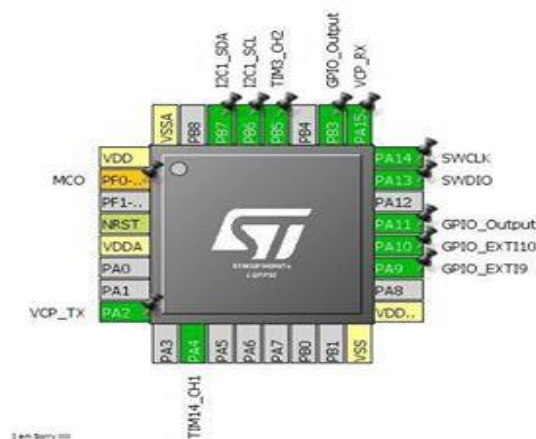 I2C1_SDA
I2C1_SCL
TIM3_CH2
GPIO_Output
VCP_RX
VSSA
PB8
PB7
PB6
PB5
PB4
PB3
PA15
VDD
MCO
PF0-..
PF1-..
NRST
VDDA
PA0
PA1
VCP_TX
PA2
PA14
SWCLK
PA13
SWDIO
PA12
PA11
GPIO_Output
PA10
GPIO_EXTI10
PA9
GPIO_EXTI9
PA8
VDD..
ST
LQFP32
PA3
PA4
PA5
PA6
PA7
PB0
PB1
VSS
TIM14_CH1